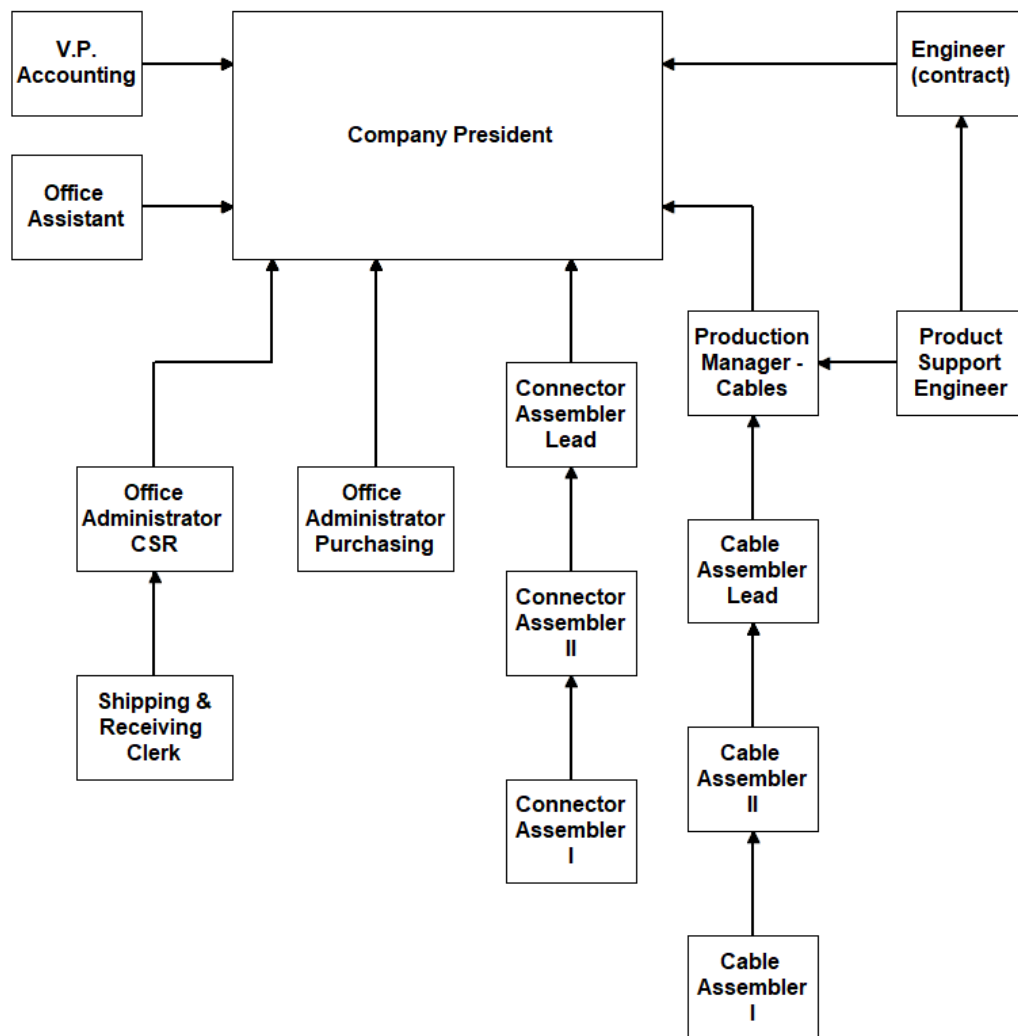 V.P.
Accounting
Company President
Engineer
(contract)
Office
Assistant
Production
Manager -
Cables
Product
Support
Engineer
Connector
Assembler
Lead
Office
Administrator
CSR
Office
Administrator
Purchasing
Cable
Assembler
Lead
Connector
Assembler
II
Shipping &
Receiving
Clerk
Cable
Assembler
II
Connector
Assembler
I
Cable
Assembler
I